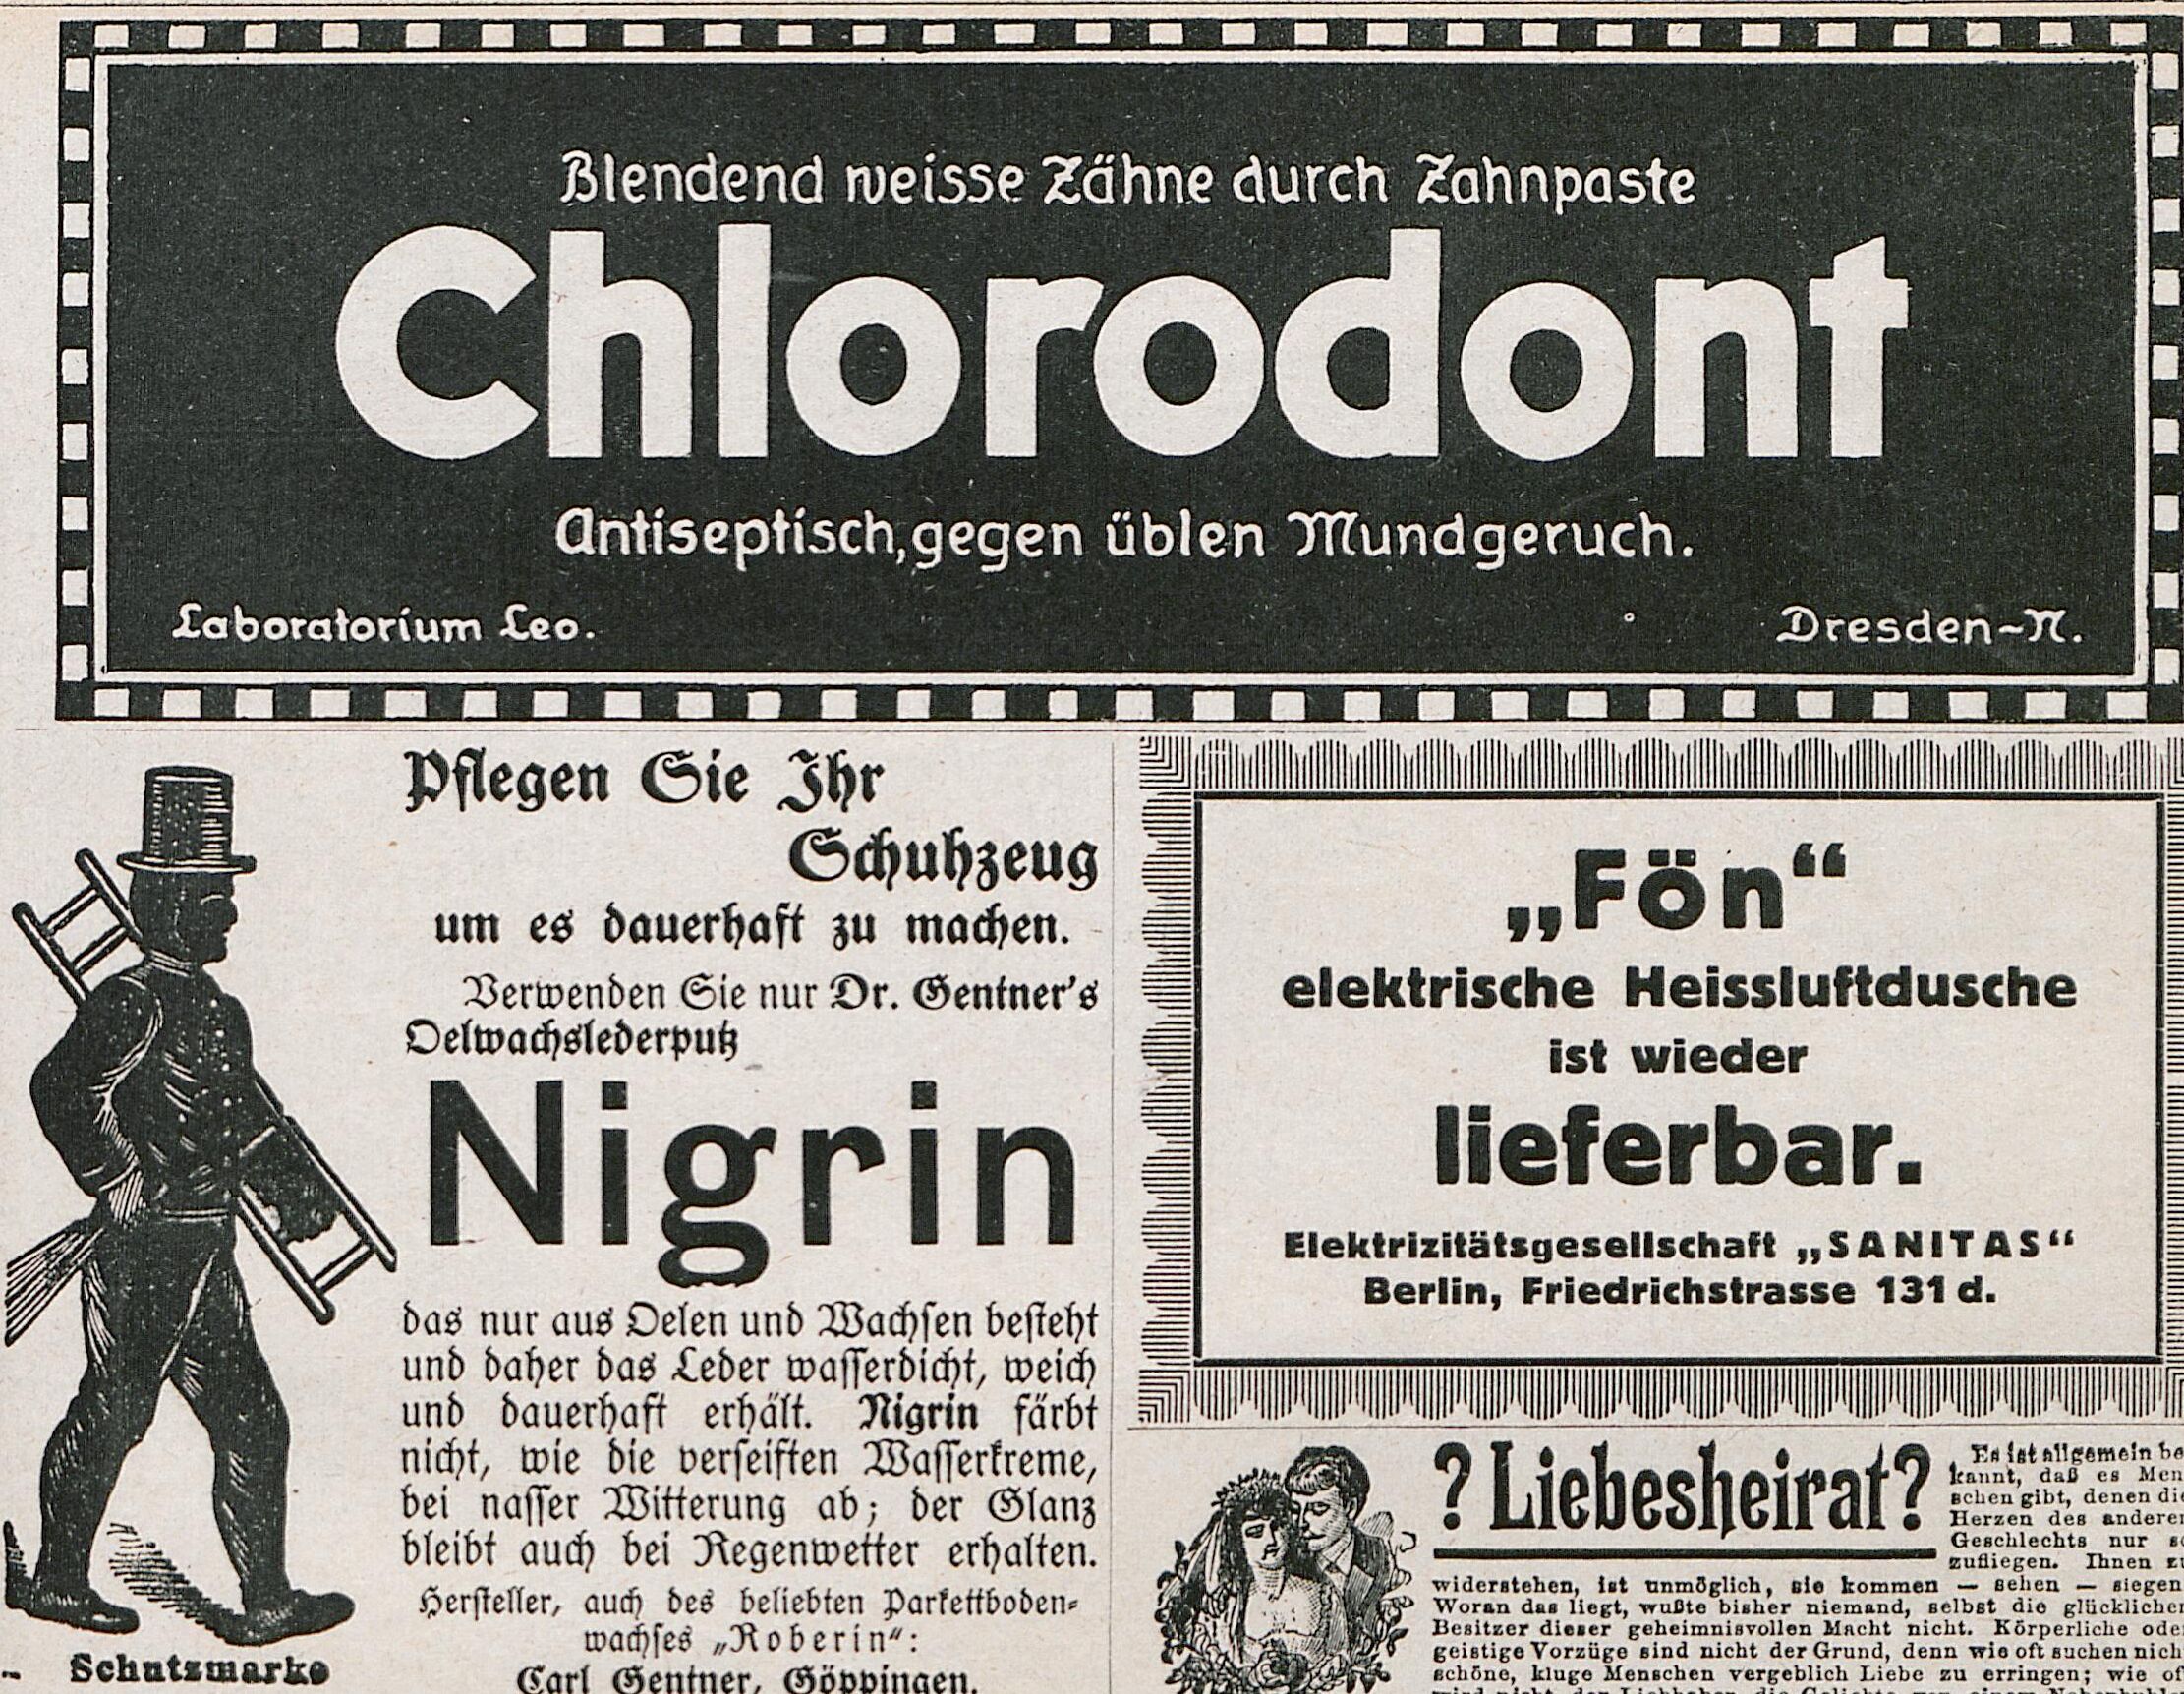 Blendend weisse Zähne durch Zahnpaste
Chlorodont
Antiseptisch, gegen üblen Mundgeruch.
Laboratorium Leo. Dresden-N.
Pflegen Sie Ihr
Schuhzeug
um es dauerhaft zu machen.
Verwenden Sie nur Dr. Gentner's
Oelwachslederputz
Nigrin
das nur aus Oelen und Wachsen besteht
und daher das Leder wasserdicht, weich
und dauerhaft erhält. Nigrin färbt
nicht, wie die verseiften Wasserkreme,
bei nasser Witterung ab; der Glanz
bleibt auch bei Regenwetter erhalten.
Hersteller, auch des beliebten Parkettboden-
wachses „Roberin“:
Carl Gentner, Göppingen.
Schutzmarke
„Fön“
elektrische Heissluftdusche
ist wieder
lieferbar.
Elektrizitätsgesellschaft „SANITAS“
Berlin, Friedrichstrasse 131 d.
? Liebesheirat?
Es ist allgemein be
kannt, daß es Men
schen gibt, denen die
Herzen des anderen
Geschlechts nur so
zufliegen. Ihnen zu
widerstehen, ist unmöglich, sie kommen — sehen — siegen
Woran das liegt, wußte bisher niemand, selbst die glücklichen
Besitzer dieser geheimnisvollen Macht nicht. Körperliche oder
geistige Vorzüge sind nicht der Grund, denn wie oft suchen nich
schöne, kluge Menschen vergeblich Liebe zu erringen; wie of